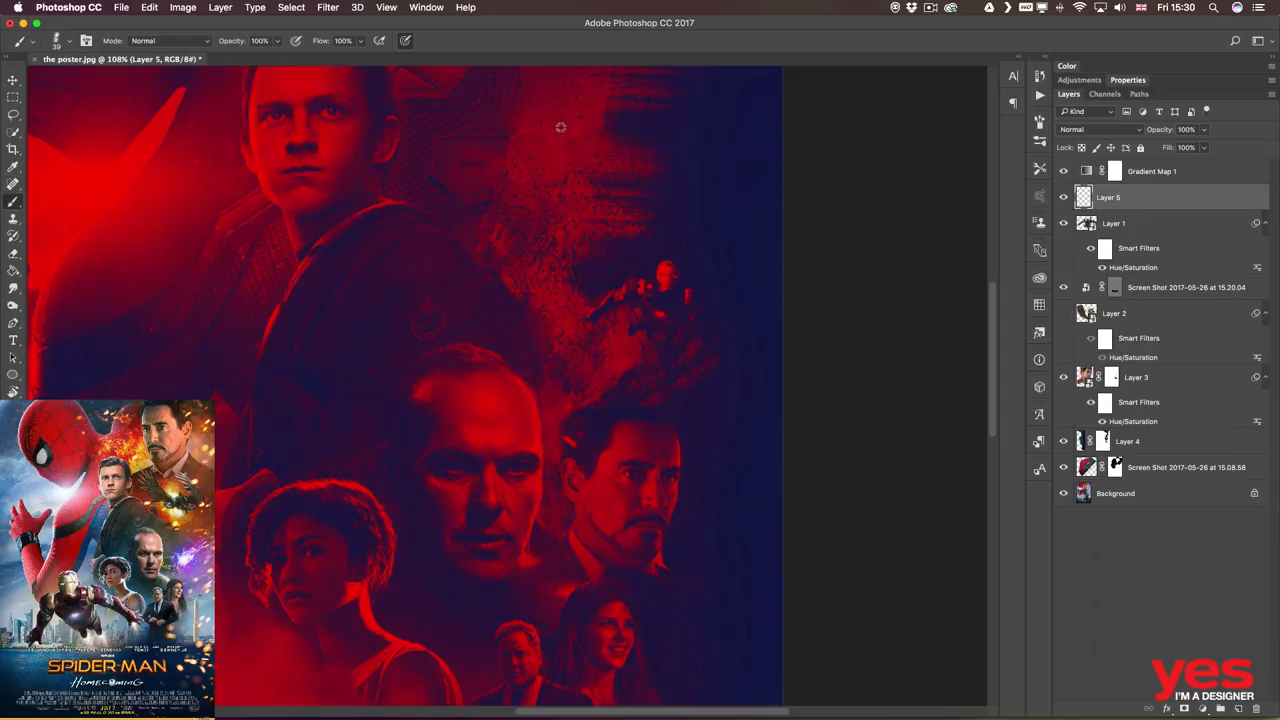 Photoshop CC File Edit Image Layer Type Select Filter 3D View Window Help
Fri 15:30
Adobe Photoshop CC 2017
39 Mode: Normal Opacity: 100% Flow: 100%
× the poster.jpg @ 108% (Layer 5, RGB/8#) *
Color
Adjustments Properties
Layers Channels Paths
Kind
Normal Opacity: 100%
Lock: Fill: 100%
Gradient Map 1
Layer 5
Layer 1
Smart Filters
Hue/Saturation
Screen Shot 2017-05-26 at 15.20.04
Layer 2
Smart Filters
Hue/Saturation
Layer 3
Smart Filters
Hue/Saturation
Layer 4
Screen Shot 2017-05-26 at 15.08.58
Background
SPIDER-MAN
HOMECOMING
JULY 7
yes
I'M A DESIGNER